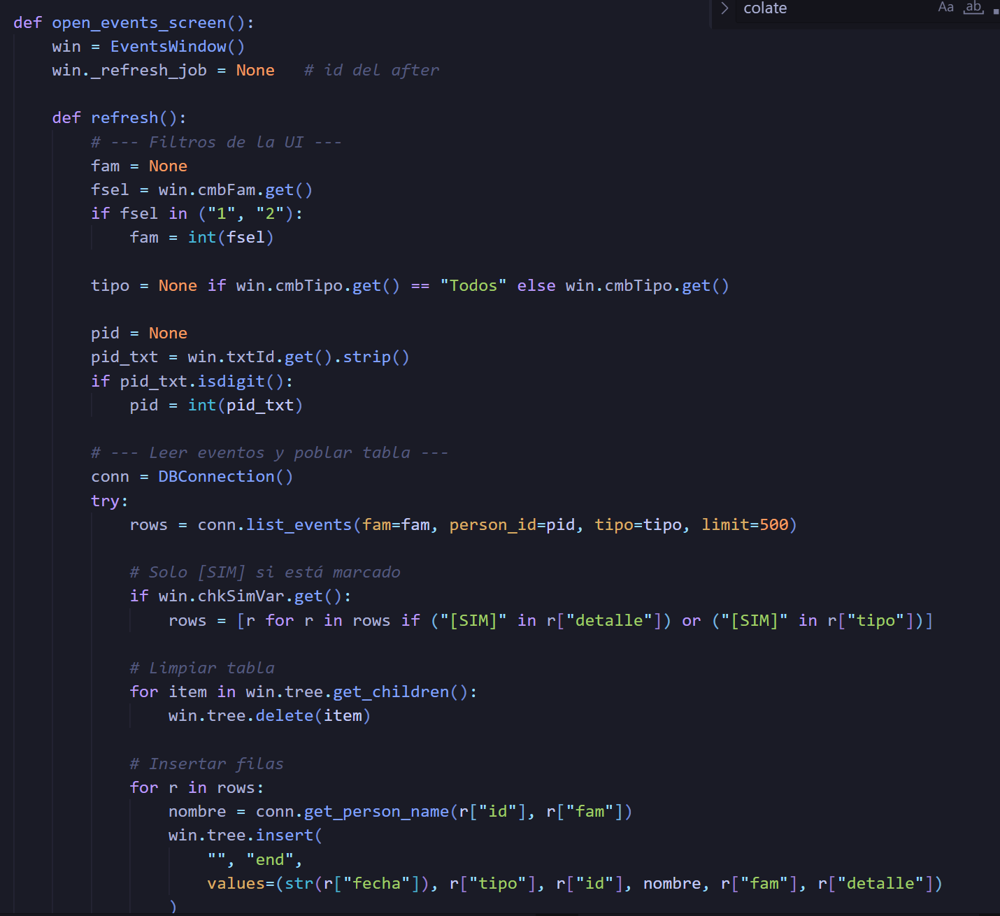 colate Aa ab
def open_events_screen():
    win = EventsWindow()
    win._refresh_job = None   # id del after

    def refresh():
        # --- Filtros de la UI ---
        fam = None
        fsel = win.cmbFam.get()
        if fsel in ("1", "2"):
            fam = int(fsel)

        tipo = None if win.cmbTipo.get() == "Todos" else win.cmbTipo.get()

        pid = None
        pid_txt = win.txtId.get().strip()
        if pid_txt.isdigit():
            pid = int(pid_txt)

        # --- Leer eventos y poblar tabla ---
        conn = DBConnection()
        try:
            rows = conn.list_events(fam=fam, person_id=pid, tipo=tipo, limit=500)

            # Solo [SIM] si está marcado
            if win.chkSimVar.get():
                rows = [r for r in rows if ("[SIM]" in r["detalle"]) or ("[SIM]" in r["tipo"])]

            # Limpiar tabla
            for item in win.tree.get_children():
                win.tree.delete(item)

            # Insertar filas
            for r in rows:
                nombre = conn.get_person_name(r["id"], r["fam"])
                win.tree.insert(
                    "", "end",
                    values=(str(r["fecha"]), r["tipo"], r["id"], nombre, r["fam"], r["detalle"])
                )